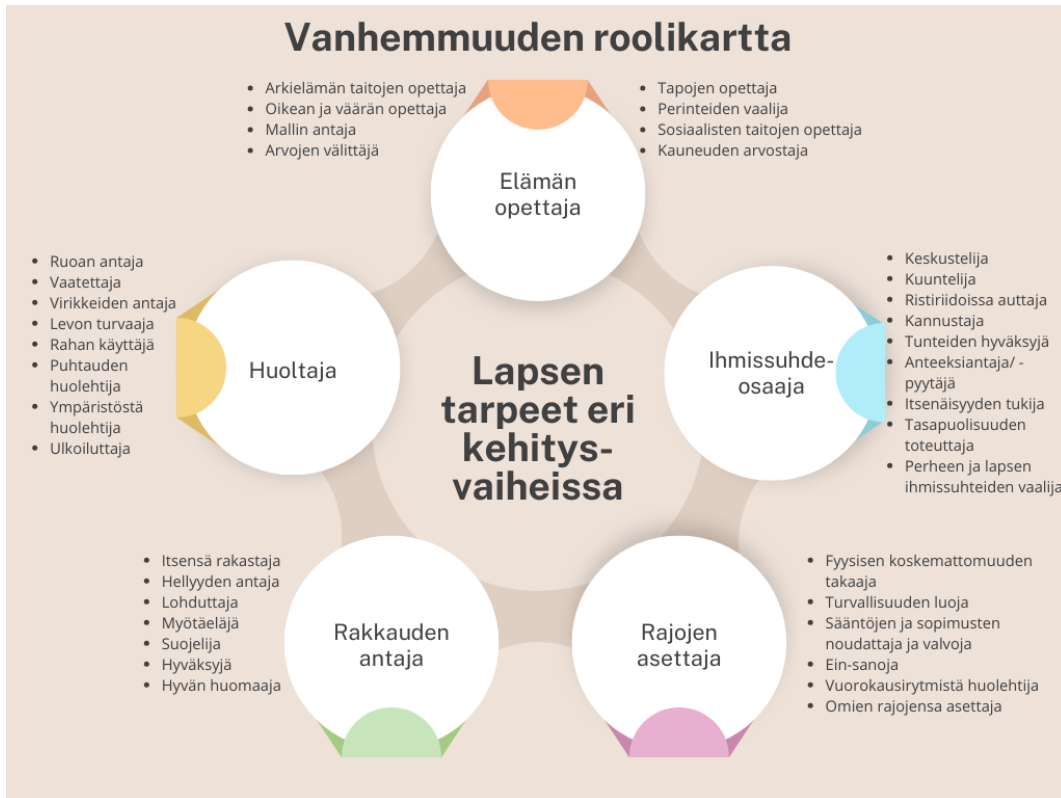 Vanhemmuuden roolikartta
Arkielämän taitojen opettaja
Oikean ja väärän opettaja
Mallin antaja
Arvojen välittäjä
Tapojen opettaja
Perinteiden vaalija
Sosiaalisten taitojen opettaja
Kauneuden arvostaja
Elämän
opettaja
Ruoan antaja
Vaatettaja
Virikkeiden antaja
Levon turvaaja
Rahan käyttäjä
Puhtauden
huolehtija
Ympäristöstä
huolehtija
Ulkoiluttaja
Huoltaja
Lapsen
tarpeet eri
kehitys-
vaiheissa
Ihmissuhde-
osaaja
Keskustelija
Kuuntelija
Ristiriidoissa auttaja
Kannustaja
Tunteiden hyväksyjä
Anteeksiantaja/ -
pyytäjä
Itsenäisyyden tukija
Tasapuolisuuden
toteuttaja
Perheen ja lapsen
ihmissuhteiden vaalija
Itsensä rakastaja
Hellyyden antaja
Lohduttaja
Myötäeläjä
Suojelija
Hyväksyjä
Hyvän huomaaja
Rakkauden
antaja
Rajojen
asettaja
Fyysisen koskemattomuuden
takaaja
Turvallisuuden luoja
Sääntöjen ja sopimusten
noudattaja ja valvoja
Ein-sanoja
Vuorokausirytmistä huolehtija
Omien rajojensa asettaja